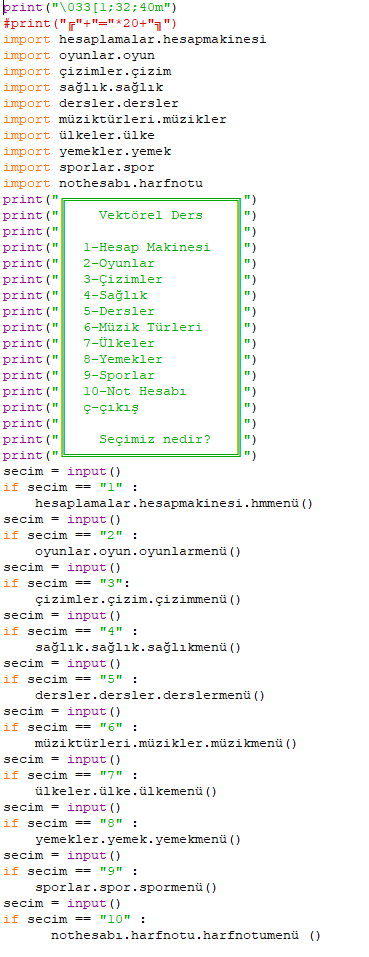 print("\033[1;32;40m")
#print("╔"+"═"*20+"╗")
import hesaplamalar.hesapmakinesi
import oyunlar.oyun
import çizimler.çizim
import sağlık.sağlık
import dersler.dersler
import müziktürleri.müzikler
import ülkeler.ülke
import yemekler.yemek
import sporlar.spor
import nothesabı.harfnotu
print("╔══════════════════════╗")
print("║    Vektörel Ders     ║")
print("║                      ║")
print("║  1-Hesap Makinesi    ║")
print("║  2-Oyunlar           ║")
print("║  3-Çizimler          ║")
print("║  4-Sağlık            ║")
print("║  5-Dersler           ║")
print("║  6-Müzik Türleri     ║")
print("║  7-Ülkeler           ║")
print("║  8-Yemekler          ║")
print("║  9-Sporlar           ║")
print("║  10-Not Hesabı       ║")
print("║  ç-çıkış             ║")
print("║                      ║")
print("║    Seçimiz nedir?    ║")
print("╚══════════════════════╝")
secim = input()
if secim == "1" :
    hesaplamalar.hesapmakinesi.hmmenü()
secim = input()
if secim == "2" :
    oyunlar.oyun.oyunlarmenü()
secim = input()
if secim == "3":
    çizimler.çizim.çizimmenü()
secim = input()
if secim == "4" :
    sağlık.sağlık.sağlıkmenü()
secim = input()
if secim == "5" :
    dersler.dersler.derslermenü()
secim = input()
if secim == "6" :
    müziktürleri.müzikler.müzikmenü()
secim = input()
if secim == "7" :
    ülkeler.ülke.ülkemenü()
secim = input()
if secim == "8" :
    yemekler.yemek.yemekmenü()
secim = input()
if secim == "9" :
    sporlar.spor.spormenü()
secim = input()
if secim == "10" :
      nothesabı.harfnotu.harfnotumenü ()